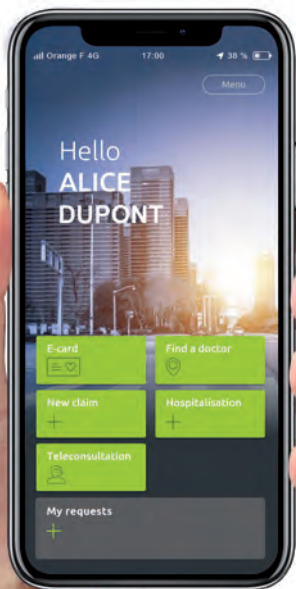 Orange F 4G 17:00 38 %
Menu
Hello
ALICE
DUPONT
E-card Find a doctor
New claim Hospitalisation
Teleconsultation
My requests